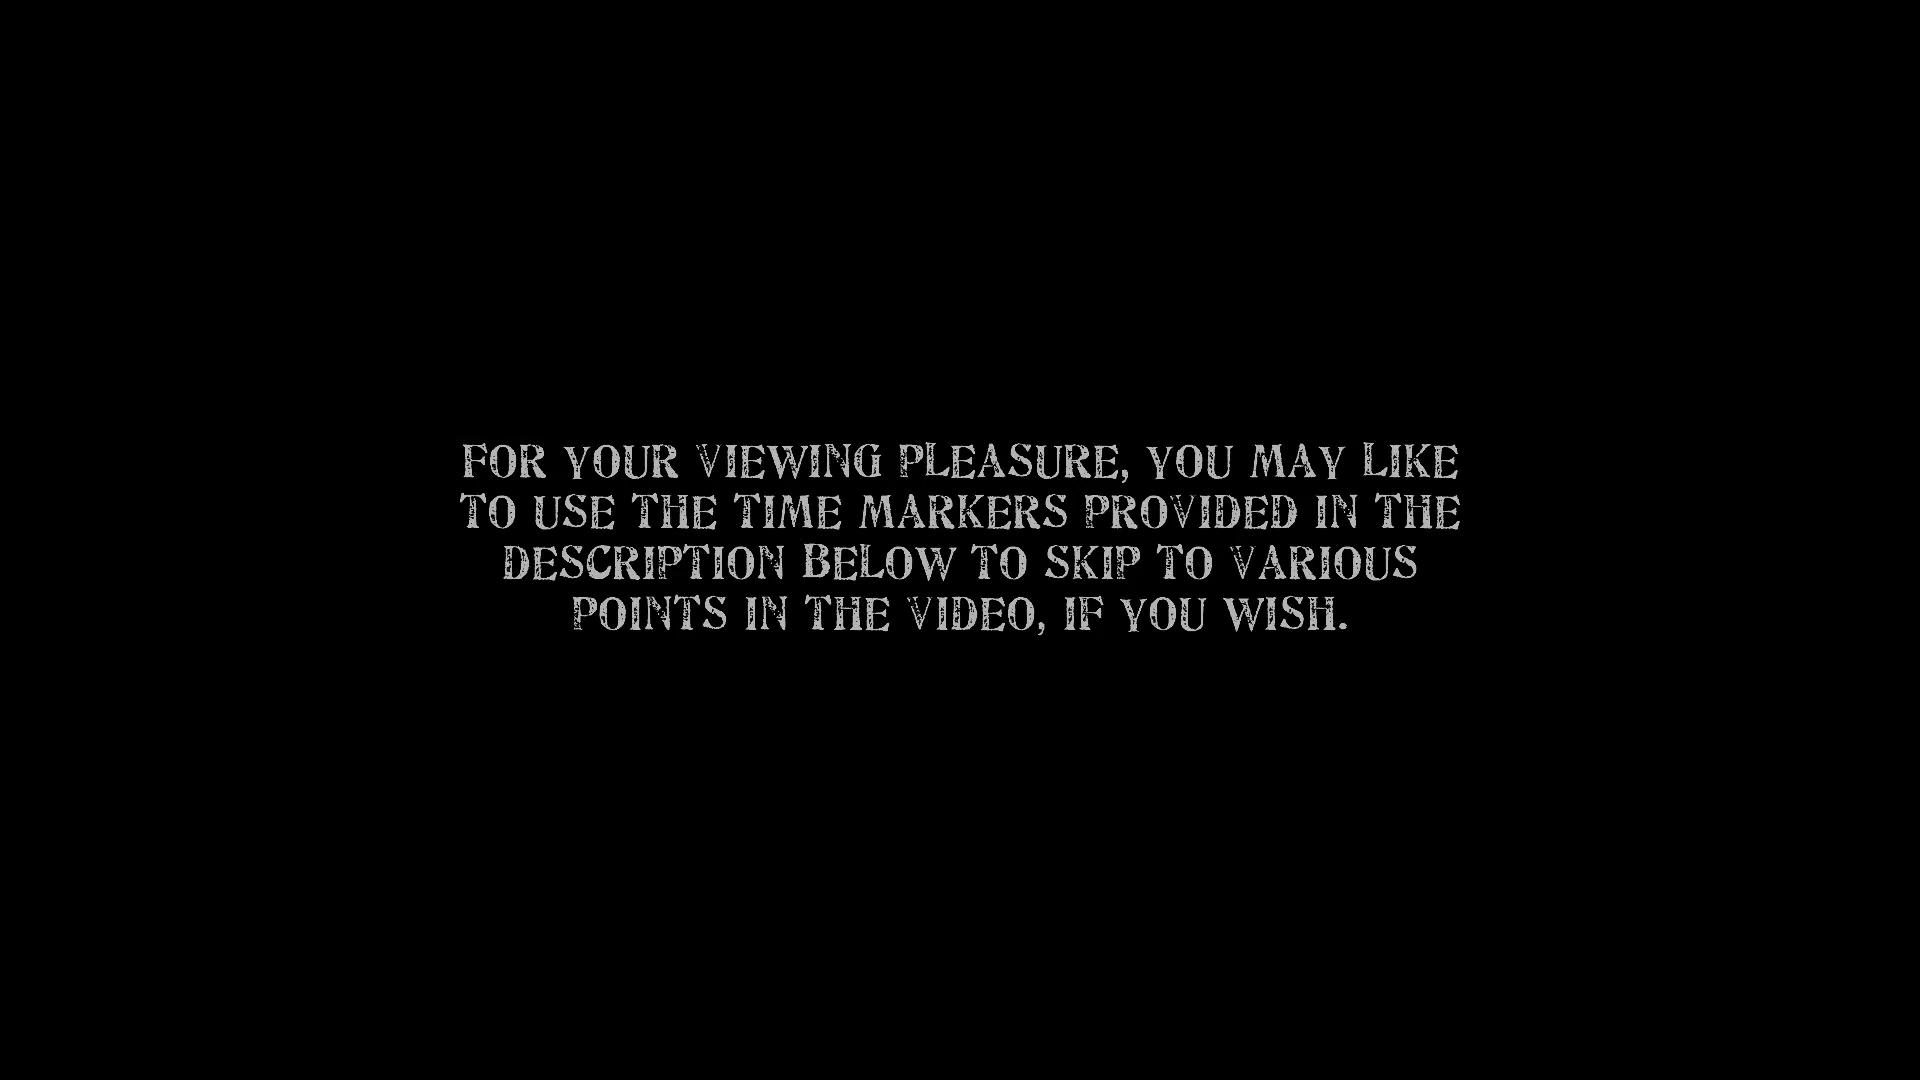 FOR YOUR VIEWING PLEASURE, YOU MAY LIKE
TO USE THE TIME MARKERS PROVIDED IN THE
DESCRIPTION BELOW TO SKIP TO VARIOUS
POINTS IN THE VIDEO, IF YOU WISH.